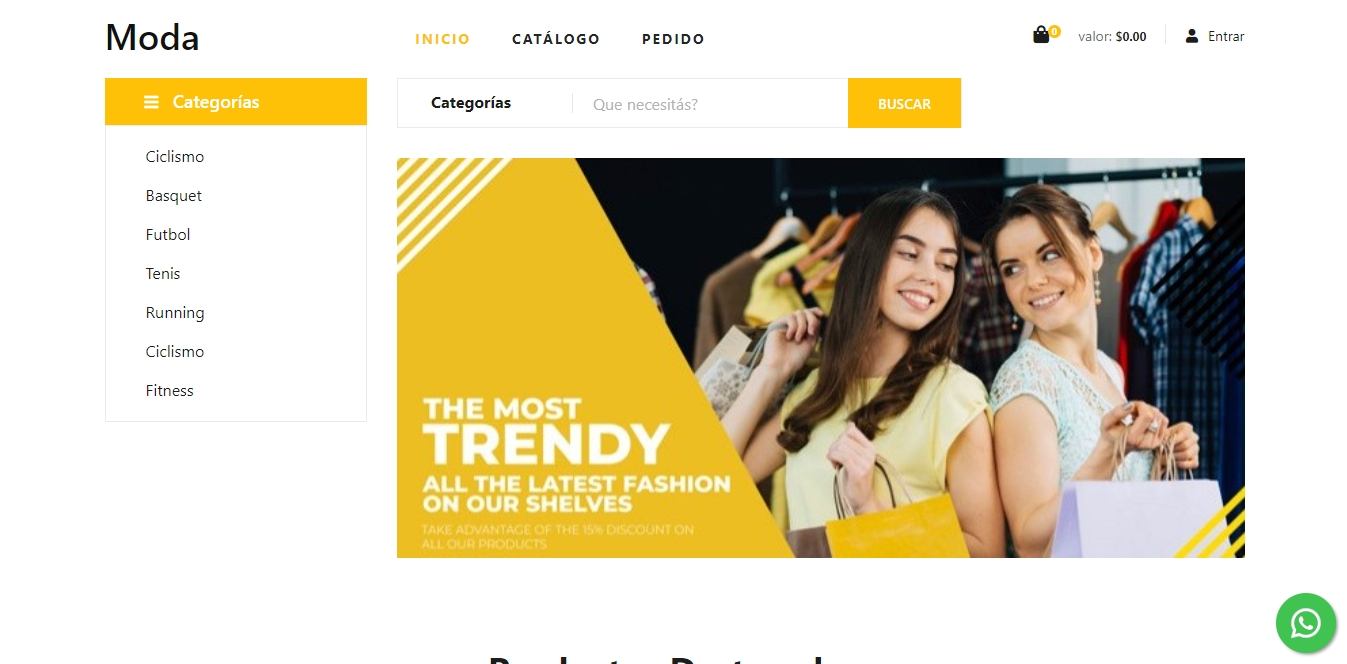 Moda
INICIO CATÁLOGO PEDIDO
0 valor: $0.00 Entrar
Categorías
Categorías Que necesitás? BUSCAR
Ciclismo
Basquet
Futbol
Tenis
Running
Ciclismo
Fitness
THE MOST
TRENDY
ALL THE LATEST FASHION
ON OUR SHELVES
TAKE ADVANTAGE OF THE 15% DISCOUNT ON
ALL OUR PRODUCTS